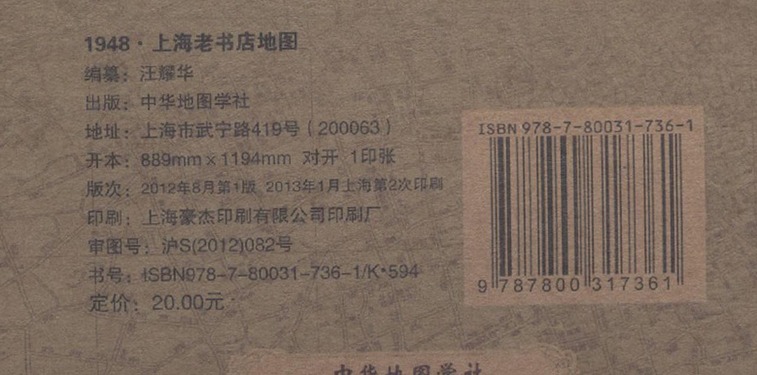 1948·上海老书店地图
编纂：汪耀华
出版：中华地图学社
地址：上海市武宁路419号（200063）
开本：889mm×1194mm 对开 1印张
版次：2012年8月第1版 2013年1月上海第2次印刷
印刷：上海豪杰印刷有限公司印刷厂
审图号：沪S(2012)082号
书号：ISBN978-7-80031-736-1/K·594
定价：20.00元
ISBN 978-7-80031-736-1
9 787800 317361
中华地图学社